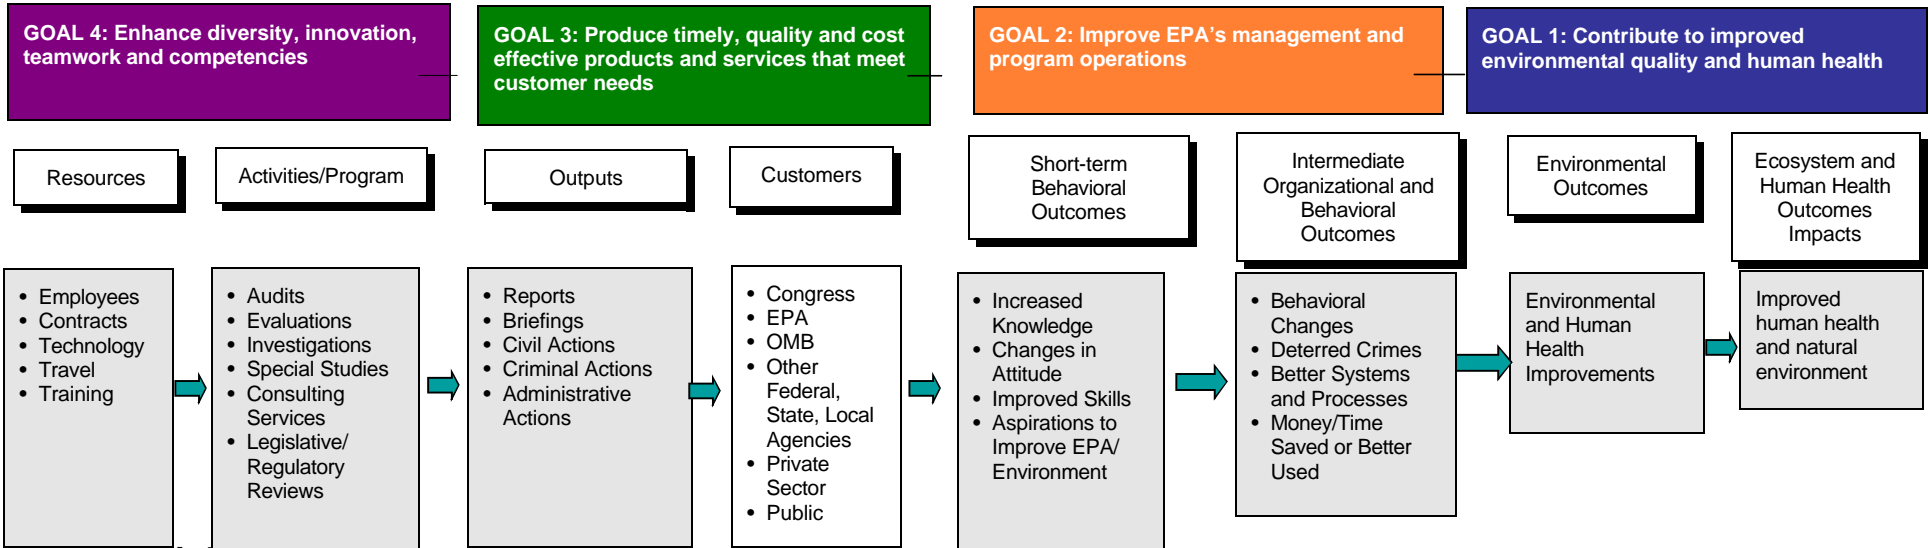 GOAL 4: Enhance diversity, innovation,
teamwork and competencies
GOAL 3: Produce timely, quality and cost
effective products and services that meet
customer needs
GOAL 2: Improve EPA’s management and
program operations
GOAL 1: Contribute to improved
environmental quality and human health
Resources
Activities/Program
Outputs
Customers
Short-term
Behavioral
Outcomes
Intermediate
Organizational and
Behavioral
Outcomes
Environmental
Outcomes
Ecosystem and
Human Health
Outcomes
Impacts
• Employees
• Contracts
• Technology
• Travel
• Training
• Audits
• Evaluations
• Investigations
• Special Studies
• Consulting
Services
• Legislative/
Regulatory
Reviews
• Reports
• Briefings
• Civil Actions
• Criminal Actions
• Administrative
Actions
• Congress
• EPA
• OMB
• Other
Federal,
State, Local
Agencies
• Private
Sector
• Public
• Increased
Knowledge
• Changes in
Attitude
• Improved Skills
• Aspirations to
Improve EPA/
Environment
• Behavioral
Changes
• Deterred Crimes
• Better Systems
and Processes
• Money/Time
Saved or Better
Used
Environmental
and Human
Health
Improvements
Improved
human health
and natural
environment